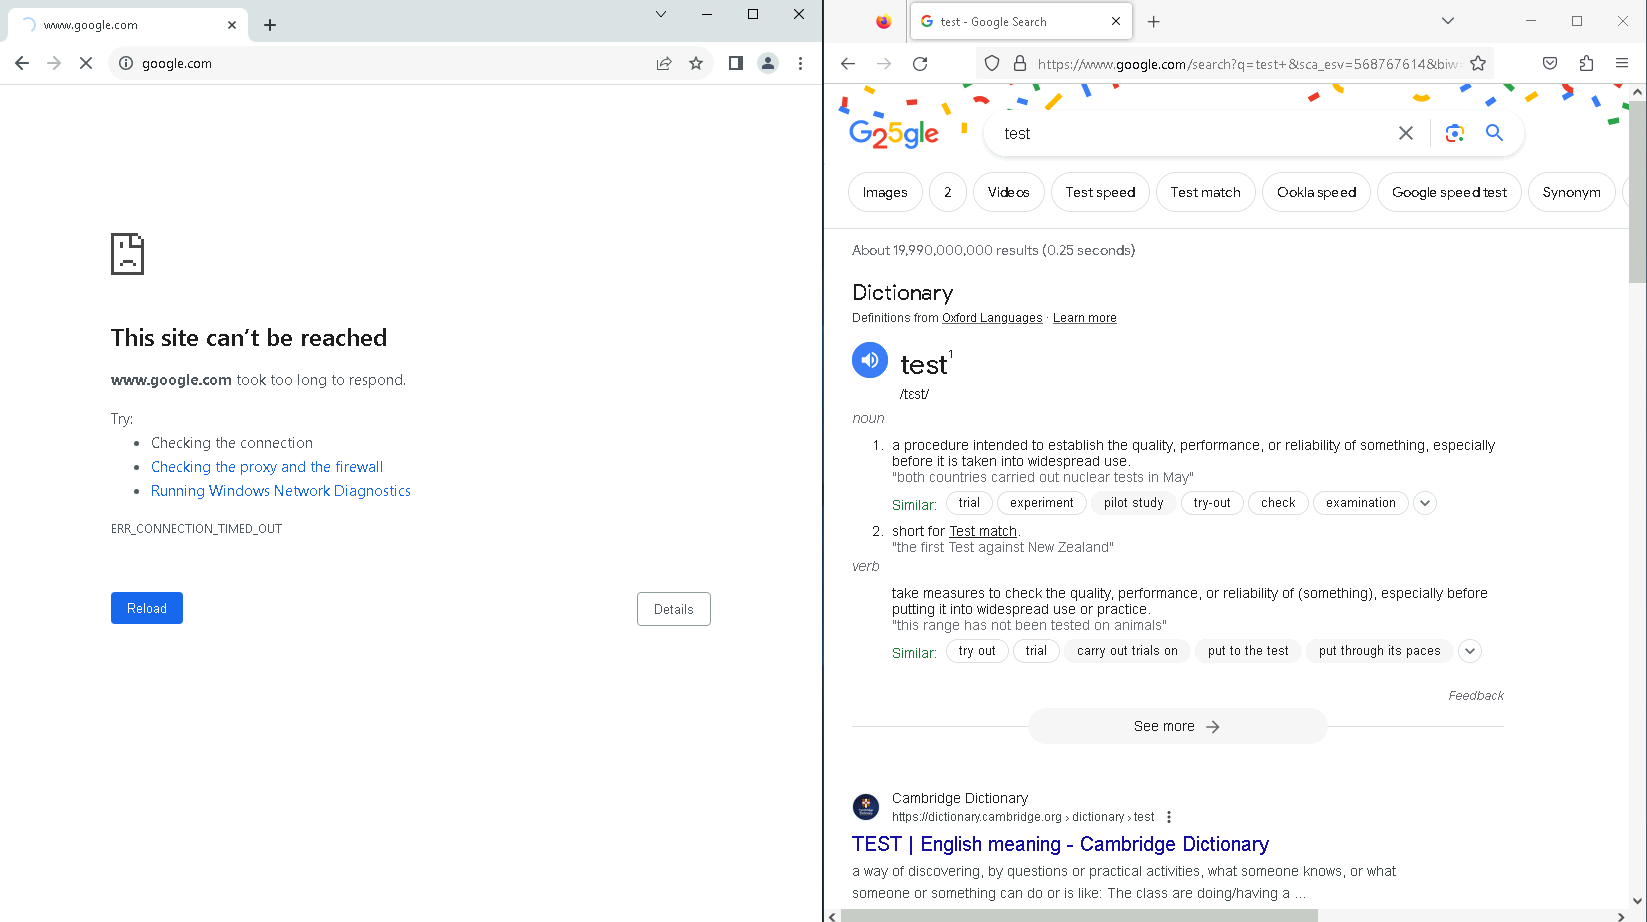 www.google.com
google.com
This site can't be reached
www.google.com took too long to respond.
Try:
Checking the connection
Checking the proxy and the firewall
Running Windows Network Diagnostics
ERR_CONNECTION_TIMED_OUT
Reload
Details
test - Google Search
https://www.google.com/search?q=test+&sca_esv=568767614&biw=
G25gle
test
Images
2
Videos
Test speed
Test match
Ookla speed
Google speed test
Synonym
About 19,990,000,000 results (0.25 seconds)
Dictionary
Definitions from Oxford Languages · Learn more
test1
/tɛst/
noun
1. a procedure intended to establish the quality, performance, or reliability of something, especially
before it is taken into widespread use.
"both countries carried out nuclear tests in May"
Similar: trial experiment pilot study try-out check examination
2. short for Test match.
"the first Test against New Zealand"
verb
take measures to check the quality, performance, or reliability of (something), especially before
putting it into widespread use or practice.
"this range has not been tested on animals"
Similar: try out trial carry out trials on put to the test put through its paces
Feedback
See more
Cambridge Dictionary
https://dictionary.cambridge.org › dictionary › test
TEST | English meaning - Cambridge Dictionary
a way of discovering, by questions or practical activities, what someone knows, or what
someone or something can do or is like: The class are doing/having a ...